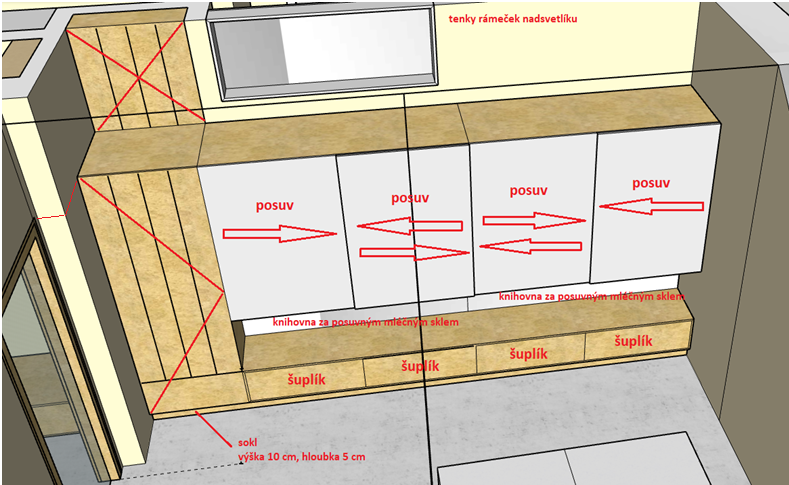 tenky rámeček nadsvetlíku
posuv
posuv
posuv
posuv
knihovna za posuvným mléčným sklem
knihovna za posuvným mléčným sklem
šuplík
šuplík
šuplík
šuplík
sokl
výška 10 cm, hloubka 5 cm